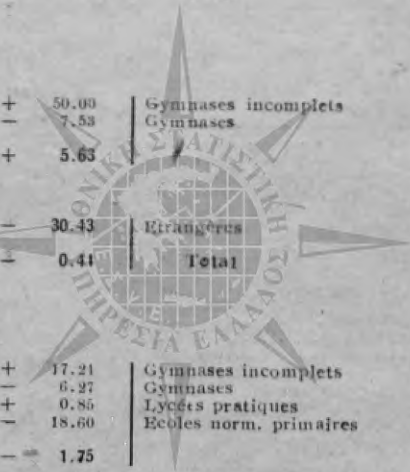 + 50.00 Gymnases incomplets
− 7.53 Gymnases
+ 5.63
− 30.43 Etrangères
− 0.44 Total
+ 17.21 Gymnases incomplets
− 6.27 Gymnases
+ 0.85 Lycées pratiques
− 18.60 Ecoles norm. primaires
− 1.75
ΕΘΝΙΚΗ ΣΤΑΤΙΣΤΙΚΗ ΥΠΗΡΕΣΙΑ ΕΛΛΑΔΟΣ